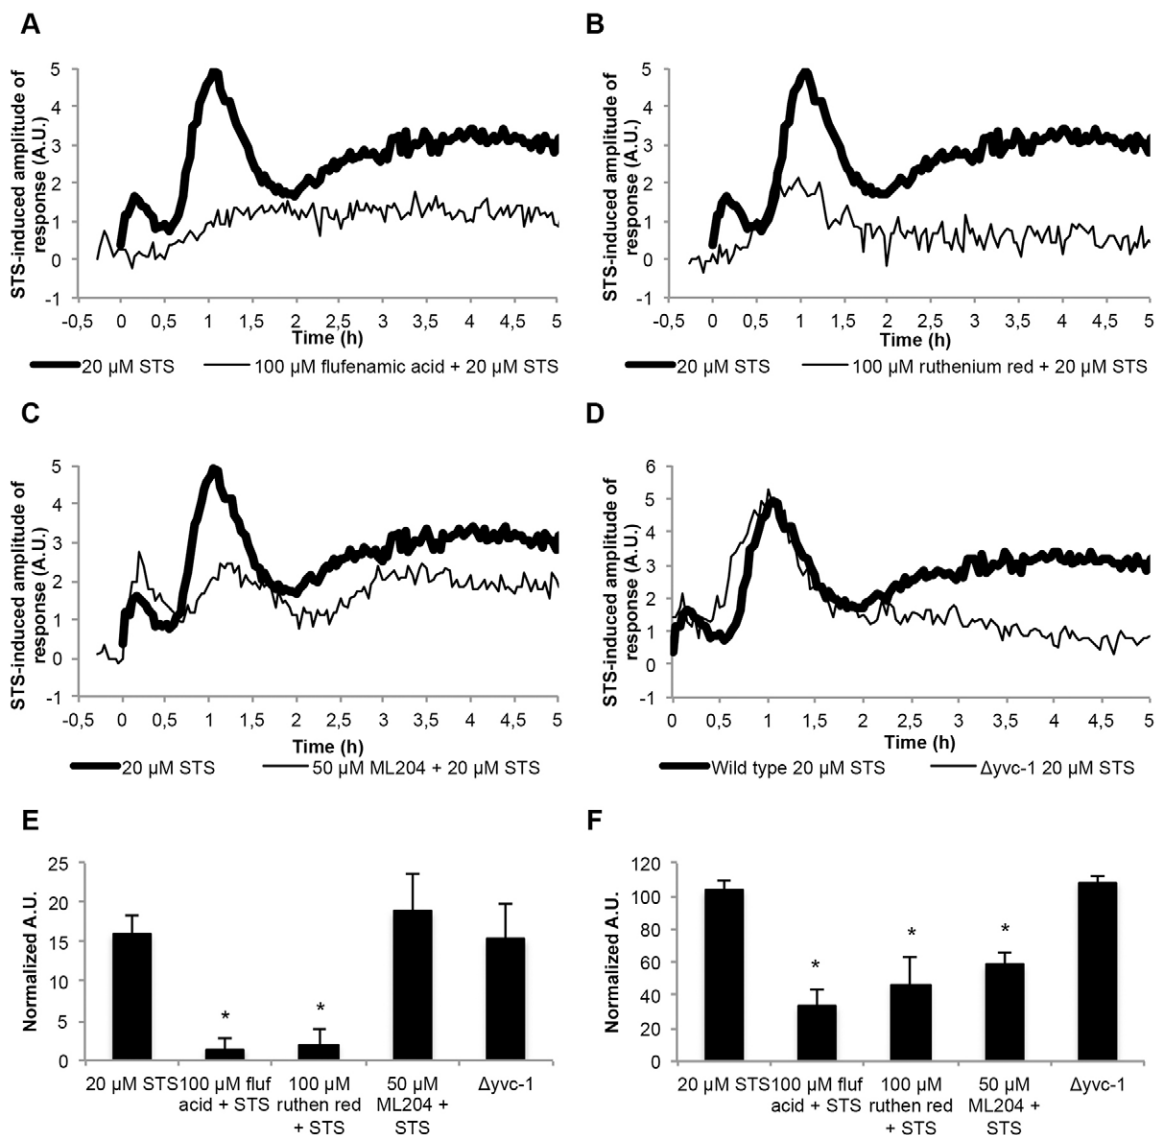 A
STS-induced amplitude of
response (A.U.)
5
4
3
2
1
0
-1
-0,5 0 0,5 1 1,5 2 2,5 3 3,5 4 4,5 5
Time (h)
20 µM STS 100 µM flufenamic acid + 20 µM STS
B
STS-induced amplitude of
response (A.U.)
5
4
3
2
1
0
-1
-0,5 0 0,5 1 1,5 2 2,5 3 3,5 4 4,5 5
Time (h)
20 µM STS 100 µM ruthenium red + 20 µM STS
C
STS-induced amplitude of
response (A.U.)
5
4
3
2
1
0
-1
-0,5 0 0,5 1 1,5 2 2,5 3 3,5 4 4,5 5
Time (h)
20 µM STS 50 µM ML204 + 20 µM STS
D
STS-induced amplitude of
response (A.U.)
6
5
4
3
2
1
0
-1
0 0,5 1 1,5 2 2,5 3 3,5 4 4,5 5
Time (h)
Wild type 20 µM STS Δyvc-1 20 µM STS
E
Normalized A.U.
25
20
15
10
5
0
* *
20 µM STS 100 µM fluf 100 µM 50 µM Δyvc-1
acid + STS ruthen red ML204 +
+ STS STS
F
Normalized A.U.
120
100
80
60
40
20
0
* * *
20 µM STS 100 µM fluf 100 µM 50 µM Δyvc-1
acid + STS ruthen red ML204 +
+ STS STS